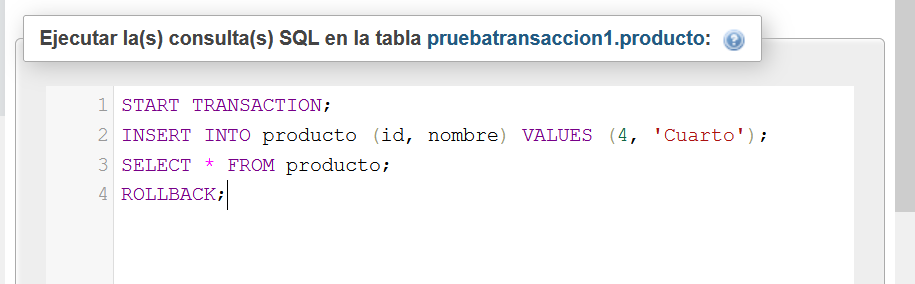 Ejecutar la(s) consulta(s) SQL en la tabla pruebatransaccion1.producto:
1 START TRANSACTION;
2 INSERT INTO producto (id, nombre) VALUES (4, 'Cuarto');
3 SELECT * FROM producto;
4 ROLLBACK;